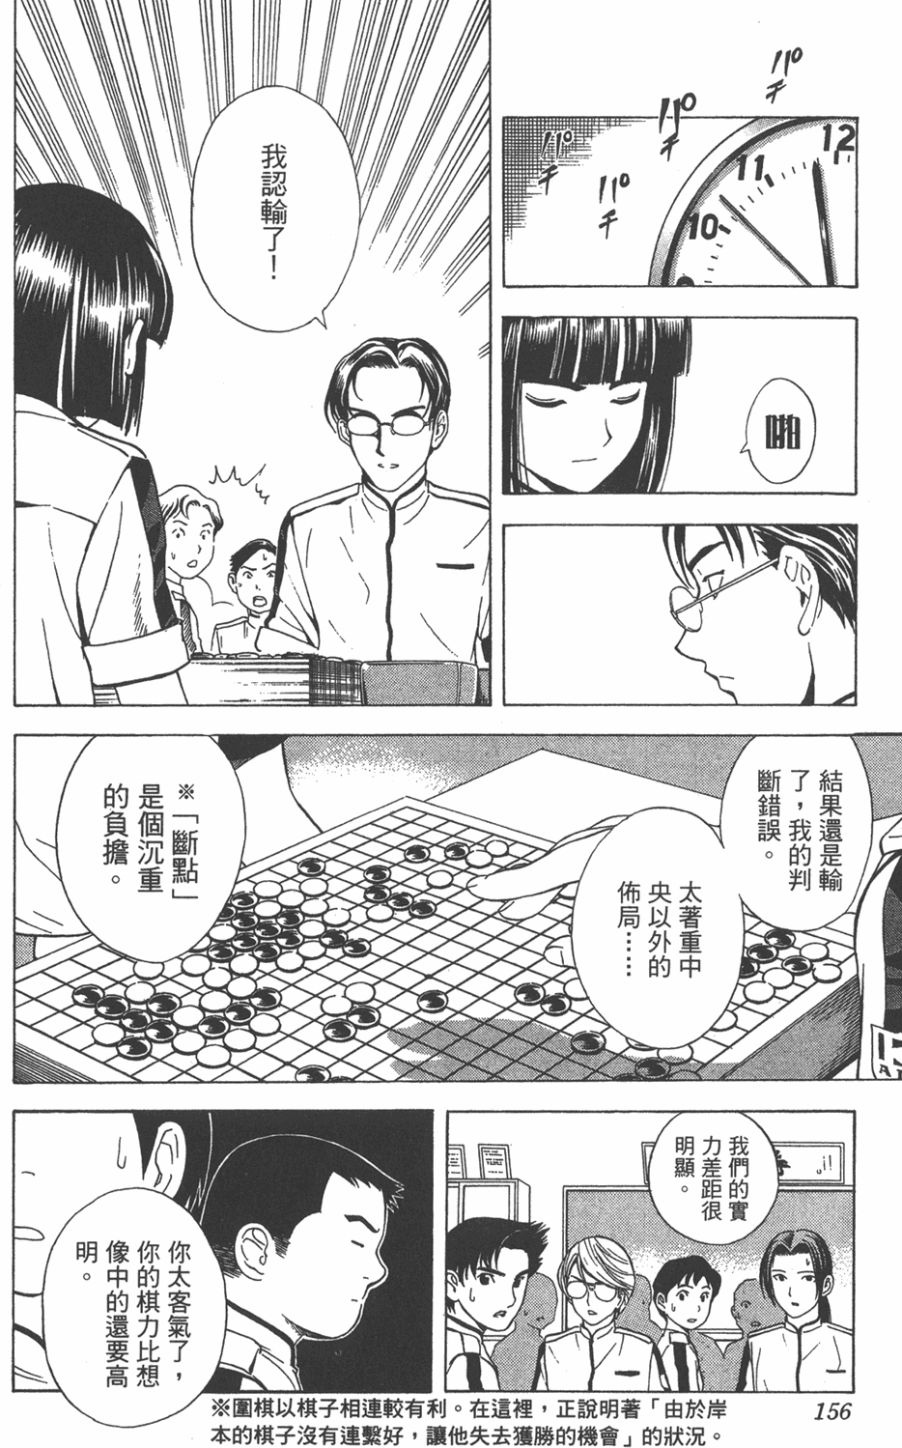 パチ
パチ
パチ
パチ
12
11
10
啪
我認輸了！
結果還是輸
了，我的判
斷錯誤。
太著重中
央以外的
佈局……
※「斷點」
是個沉重
的負擔。
我們的實
力差距很
明顯。
你太客氣了，
你的棋力比想
像中的還要高
明。
※圍棋以棋子相連較有利。在這裡，正說明著「由於岸
本的棋子沒有連繫好，讓他失去獲勝的機會」的狀況。
156